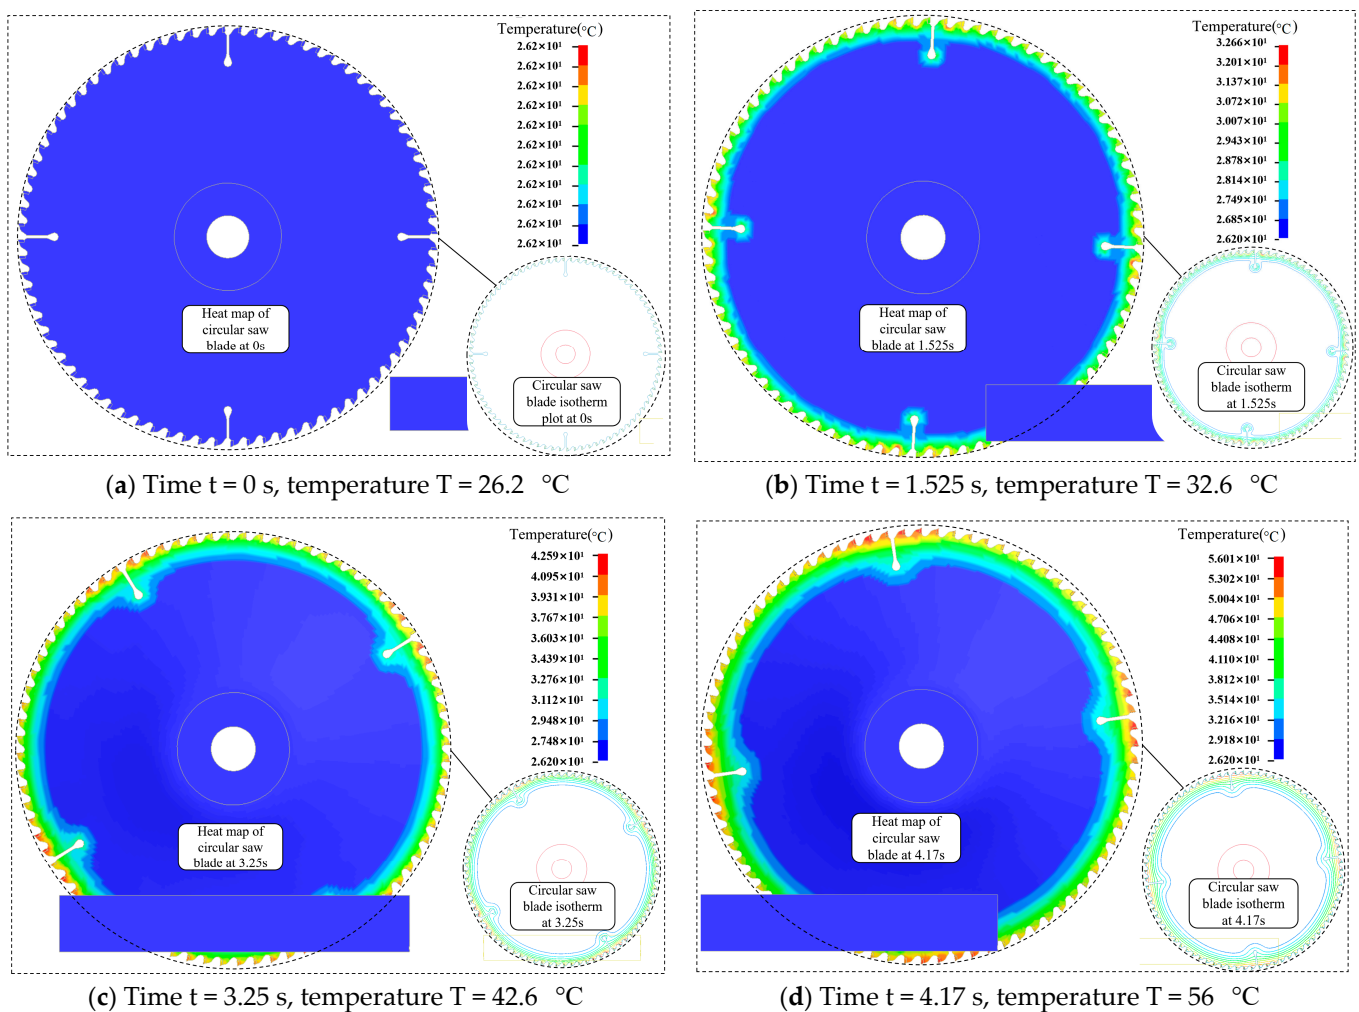 Temperature(°C)
2.62×10¹
2.62×10¹
2.62×10¹
2.62×10¹
2.62×10¹
2.62×10¹
2.62×10¹
2.62×10¹
2.62×10¹
2.62×10¹
2.62×10¹
Heat map of
circular saw
blade at 0s
Circular saw
blade isotherm
plot at 0s
(a) Time t = 0 s, temperature T = 26.2 °C
Temperature(°C)
3.266×10¹
3.201×10¹
3.137×10¹
3.072×10¹
3.007×10¹
2.943×10¹
2.878×10¹
2.814×10¹
2.749×10¹
2.685×10¹
2.620×10¹
Heat map of
circular saw
blade at 1.525s
Circular saw
blade isotherm
at 1.525s
(b) Time t = 1.525 s, temperature T = 32.6 °C
Temperature(°C)
4.259×10¹
4.095×10¹
3.931×10¹
3.767×10¹
3.603×10¹
3.439×10¹
3.276×10¹
3.112×10¹
2.948×10¹
2.748×10¹
2.620×10¹
Heat map of
circular saw
blade at 3.25s
Circular saw
blade isotherm
at 3.25s
(c) Time t = 3.25 s, temperature T = 42.6 °C
Temperature(°C)
5.601×10¹
5.302×10¹
5.004×10¹
4.706×10¹
4.408×10¹
4.110×10¹
3.812×10¹
3.514×10¹
3.216×10¹
2.918×10¹
2.620×10¹
Heat map of
circular saw
blade at 4.17s
Circular saw
blade isotherm
at 4.17s
(d) Time t = 4.17 s, temperature T = 56 °C